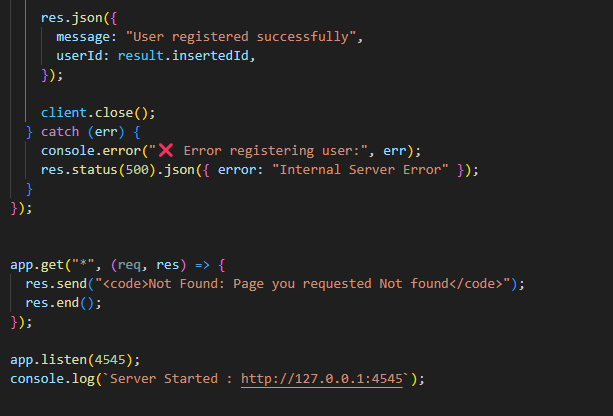 res.json({
message: "User registered successfully",
userId: result.insertedId,
});
client.close();
} catch (err) {
console.error("❌ Error registering user:", err);
res.status(500).json({ error: "Internal Server Error" });
}
});
app.get("*", (req, res) => {
res.send("<code>Not Found: Page you requested Not found</code>");
res.end();
});
app.listen(4545);
console.log(`Server Started : http://127.0.0.1:4545`);